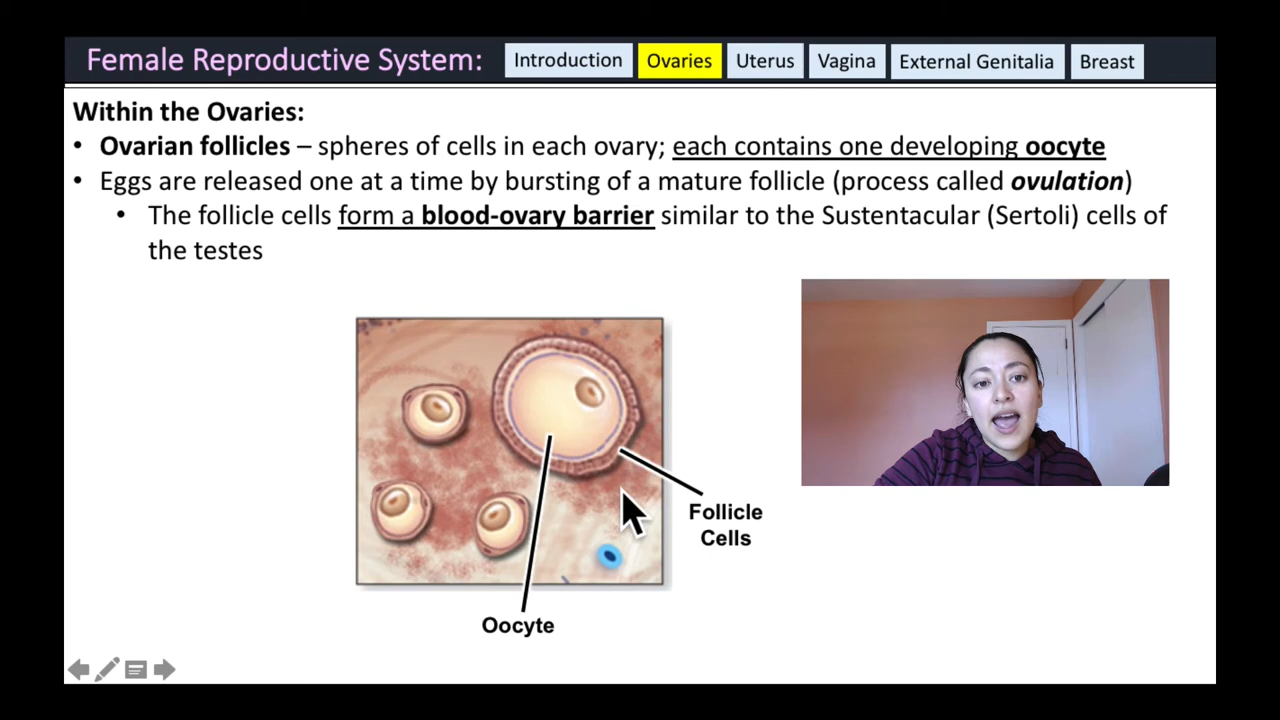 Female Reproductive System: Introduction Ovaries Uterus Vagina External Genitalia Breast
Within the Ovaries:
• Ovarian follicles – spheres of cells in each ovary; each contains one developing oocyte
• Eggs are released one at a time by bursting of a mature follicle (process called ovulation)
• The follicle cells form a blood-ovary barrier similar to the Sustentacular (Sertoli) cells of
the testes
Follicle
Cells
Oocyte